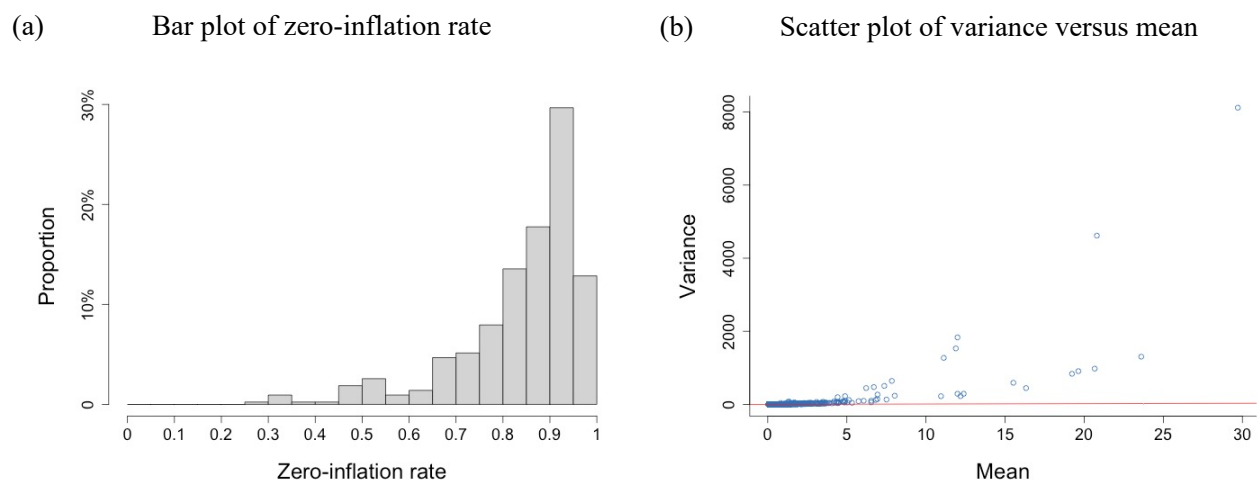 (a) Bar plot of zero-inflation rate
30%
20%
10%
0
Proportion
0 0.1 0.2 0.3 0.4 0.5 0.6 0.7 0.8 0.9 1
Zero-inflation rate
(b) Scatter plot of variance versus mean
8000
6000
4000
2000
0
Variance
0 5 10 15 20 25 30
Mean